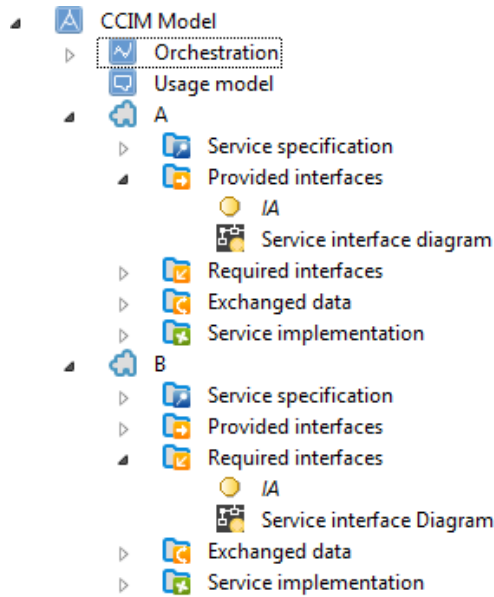 CCIM Model
Orchestration
Usage model
A
Service specification
Provided interfaces
IA
Service interface diagram
Required interfaces
Exchanged data
Service implementation
B
Service specification
Provided interfaces
Required interfaces
IA
Service interface Diagram
Exchanged data
Service implementation